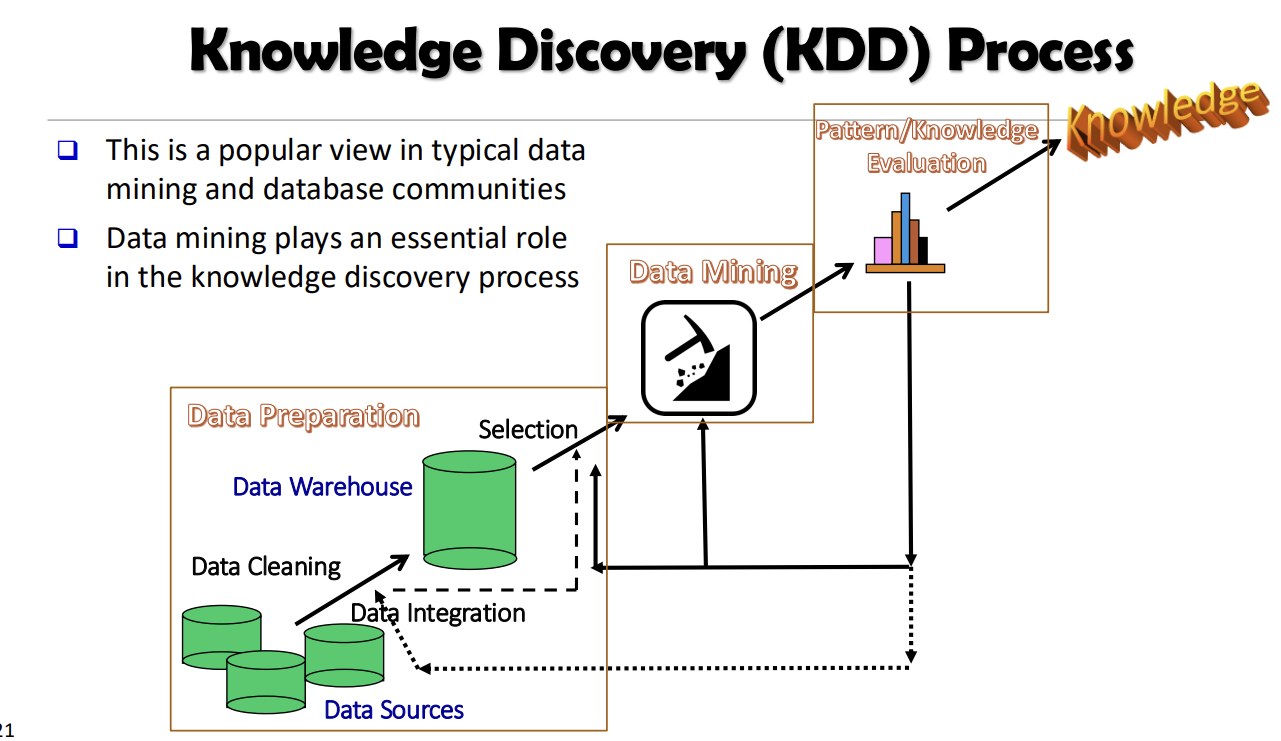 Knowledge Discovery (KDD) Process
This is a popular view in typical data
mining and database communities
Data mining plays an essential role
in the knowledge discovery process
Knowledge
Pattern/Knowledge
Evaluation
Data Mining
Data Preparation
Selection
Data Warehouse
Data Cleaning
Data Integration
Data Sources
21